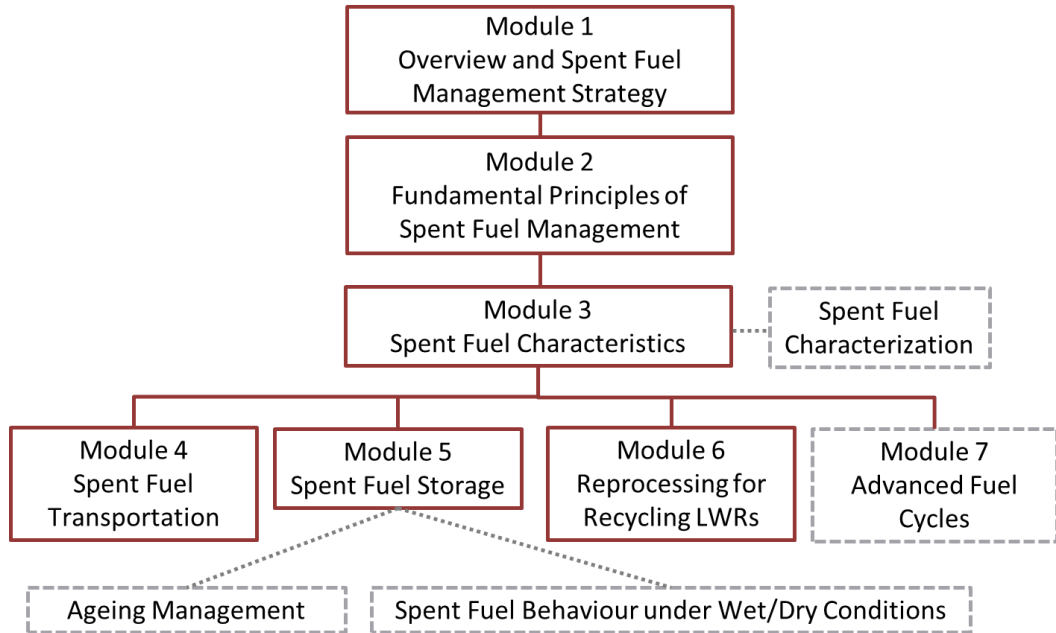 Module 1
Overview and Spent Fuel
Management Strategy
Module 2
Fundamental Principles of
Spent Fuel Management
Module 3
Spent Fuel Characteristics
Spent Fuel
Characterization
Module 4
Spent Fuel
Transportation
Module 5
Spent Fuel Storage
Module 6
Reprocessing for
Recycling LWRs
Module 7
Advanced Fuel
Cycles
Ageing Management
Spent Fuel Behaviour under Wet/Dry Conditions